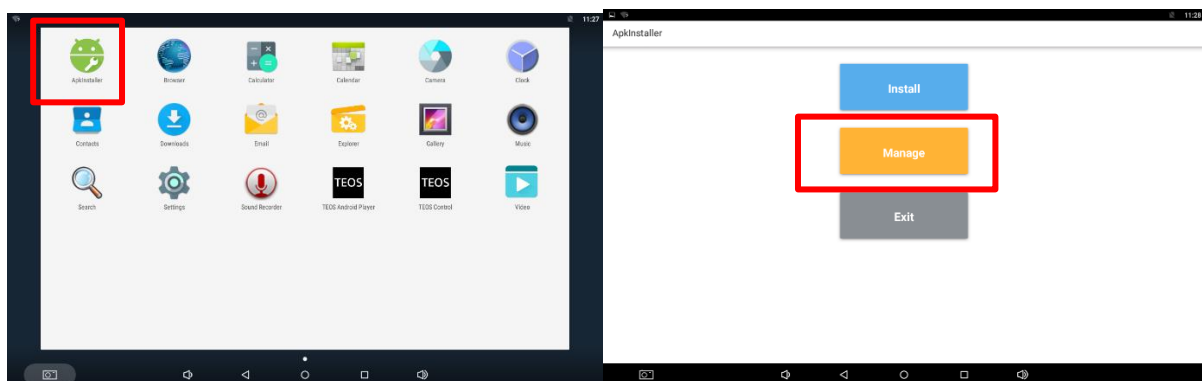 11:27
ApkInstaller
Browser
Calculator
Calendar
Camera
Clock
Contacts
Downloads
Email
Explorer
Gallery
Music
TEOS
TEOS
Search
Settings
Sound Recorder
TEOS Android Player
TEOS Control
Video
11:28
ApkInstaller
Install
Manage
Exit